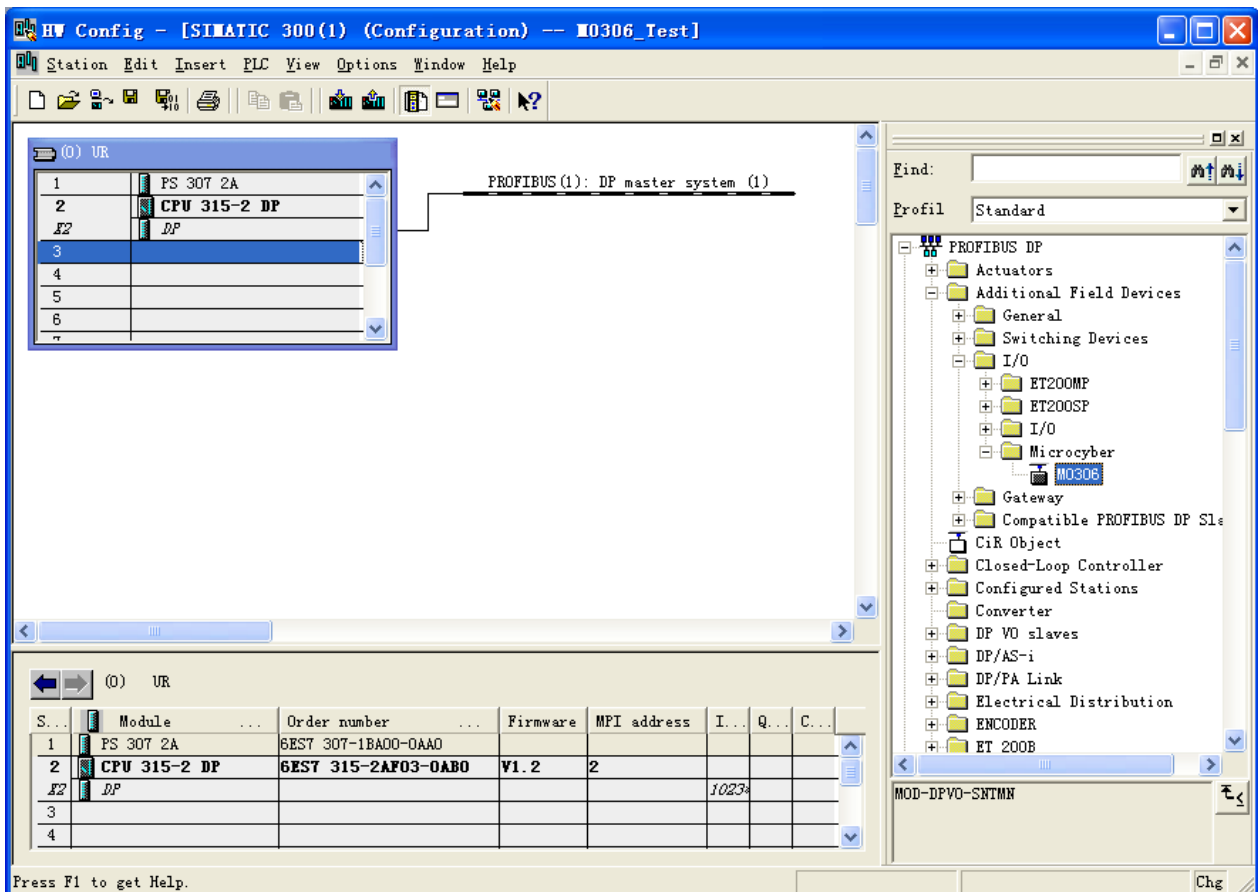 HW Config - [SIMATIC 300(1) (Configuration) -- M0306_Test]
Station Edit Insert PLC View Options Window Help
(0) UR
1 PS 307 2A
2 CPU 315-2 DP
X2 DP
3
4
5
6
7
PROFIBUS(1): DP master system (1)
Find:
Profil Standard
PROFIBUS DP
Actuators
Additional Field Devices
General
Switching Devices
I/O
ET200MP
ET200SP
I/O
Microcyber
M0306
Gateway
Compatible PROFIBUS DP Sla
CiR Object
Closed-Loop Controller
Configured Stations
Converter
DP V0 slaves
DP/AS-i
DP/PA Link
Electrical Distribution
ENCODER
ET 200B
MOD-DPV0-SNTMN
(0) UR
S... Module ... Order number ... Firmware MPI address I... Q... C...
1 PS 307 2A 6ES7 307-1BA00-0AA0
2 CPU 315-2 DP 6ES7 315-2AF03-0AB0 V1.2 2
X2 DP 1023*
3
4
Press F1 to get Help.
Chg